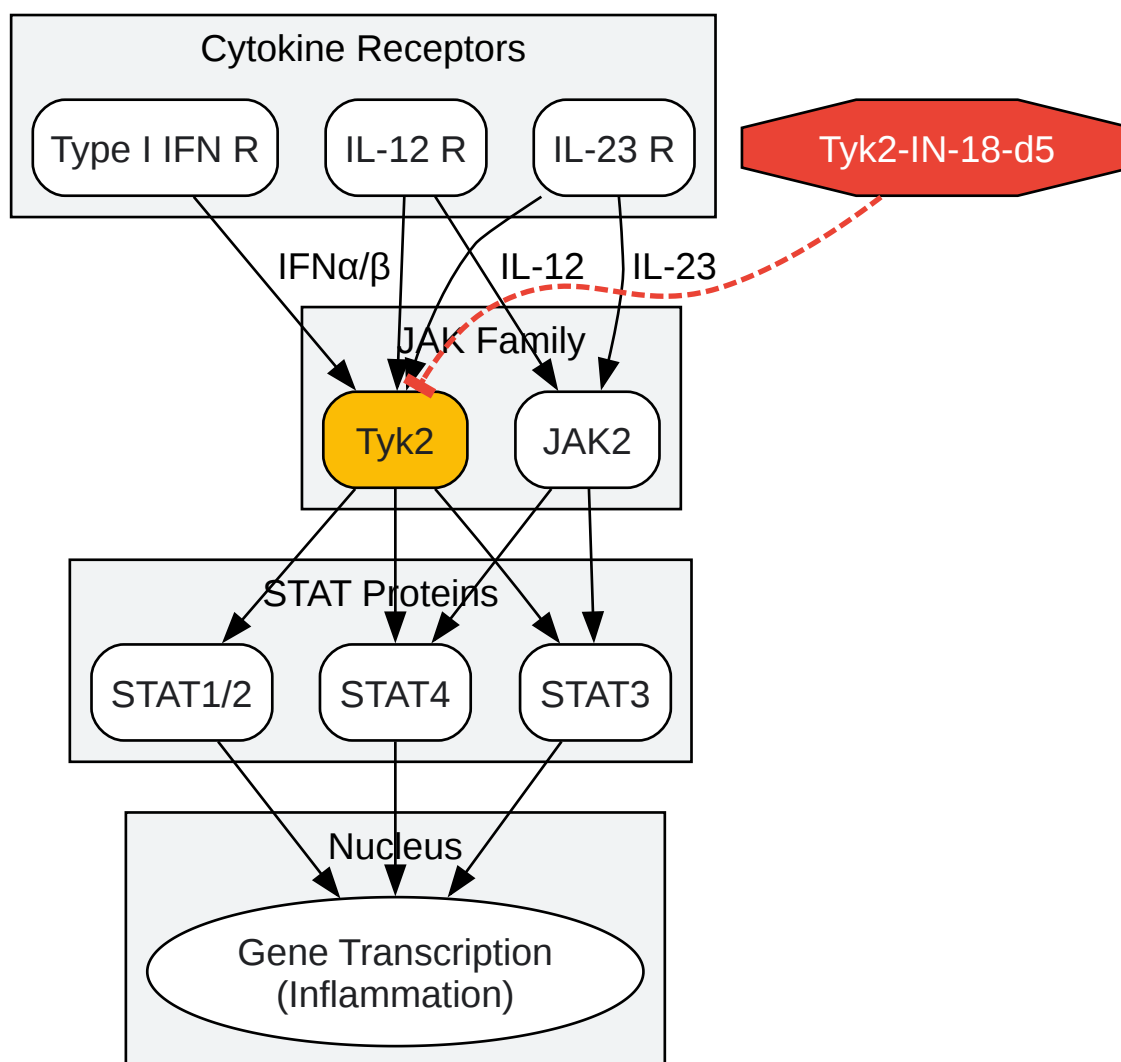 Cytokine Receptors
Type I IFN R
IL-12 R
IL-23 R
Tyk2-IN-18-d5
IFNα/β
IL-12
IL-23
JAK Family
Tyk2
JAK2
STAT Proteins
STAT1/2
STAT4
STAT3
Nucleus
Gene Transcription
(Inflammation)